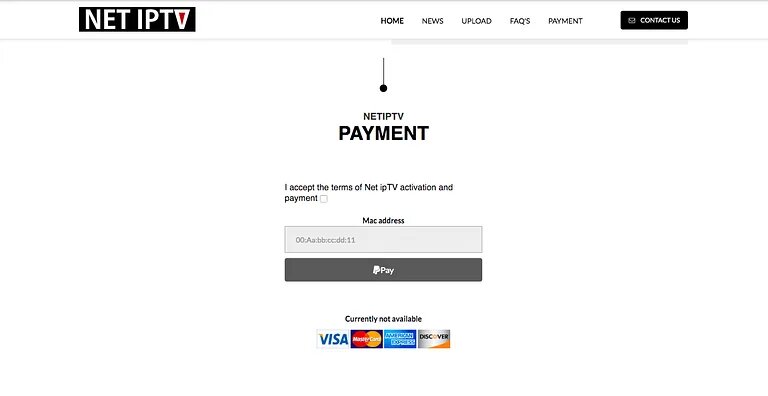 NET IPTV
HOME NEWS UPLOAD FAQ'S PAYMENT CONTACT US
NETIPTV
PAYMENT
I accept the terms of Net ipTV activation and
payment
Mac address
00:Aa:bb:cc:dd:11
Pay
Currently not available
VISA MasterCard AMERICAN EXPRESS DISCOVER